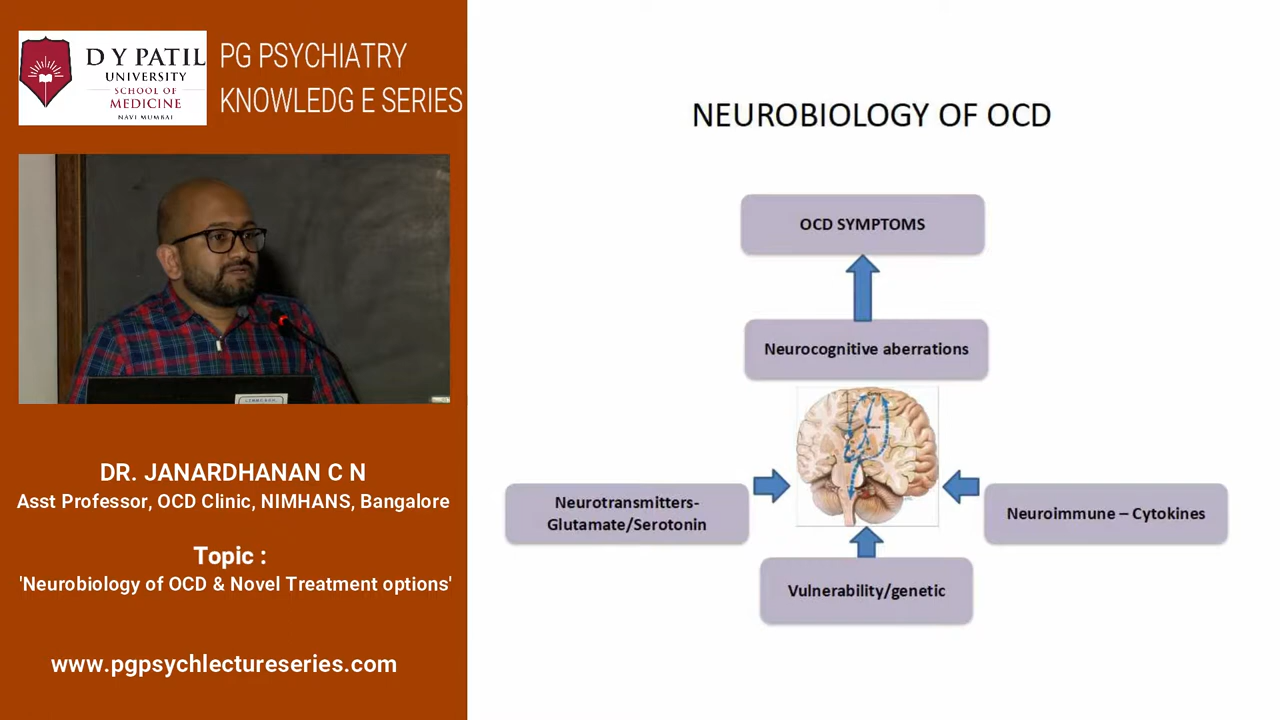 D Y PATIL
UNIVERSITY
SCHOOL OF
MEDICINE
NAVI MUMBAI
PG PSYCHIATRY
KNOWLEDG E SERIES
DR. JANARDHANAN C N
Asst Professor, OCD Clinic, NIMHANS, Bangalore
Topic :
'Neurobiology of OCD & Novel Treatment options'
www.pgpsychlectureseries.com
NEUROBIOLOGY OF OCD
OCD SYMPTOMS
Neurocognitive aberrations
Neurotransmitters-
Glutamate/Serotonin
Neuroimmune – Cytokines
Vulnerability/genetic